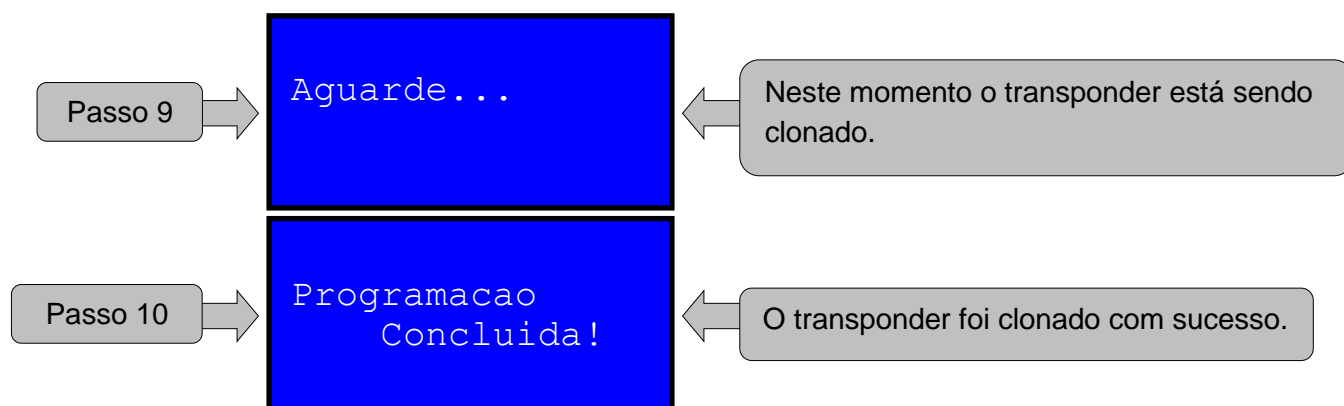 Passo 9
Aguarde...
Neste momento o transponder está sendo
clonado.
Passo 10
Programacao
Concluida!
O transponder foi clonado com sucesso.